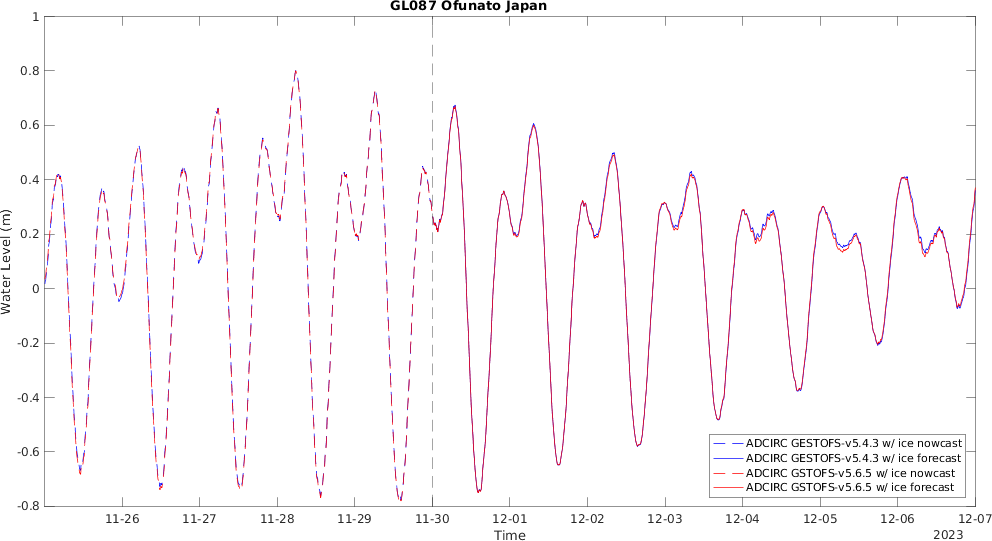 GL087 Ofunato Japan
1
0.8
0.6
0.4
0.2
0
-0.2
-0.4
-0.6
-0.8
Water Level (m)
ADCIRC GESTOFS-v5.4.3 w/ ice nowcast
ADCIRC GESTOFS-v5.4.3 w/ ice forecast
ADCIRC GSTOFS-v5.6.5 w/ ice nowcast
ADCIRC GSTOFS-v5.6.5 w/ ice forecast
11-26 11-27 11-28 11-29 11-30 12-01 12-02 12-03 12-04 12-05 12-06 12-07
Time
2023